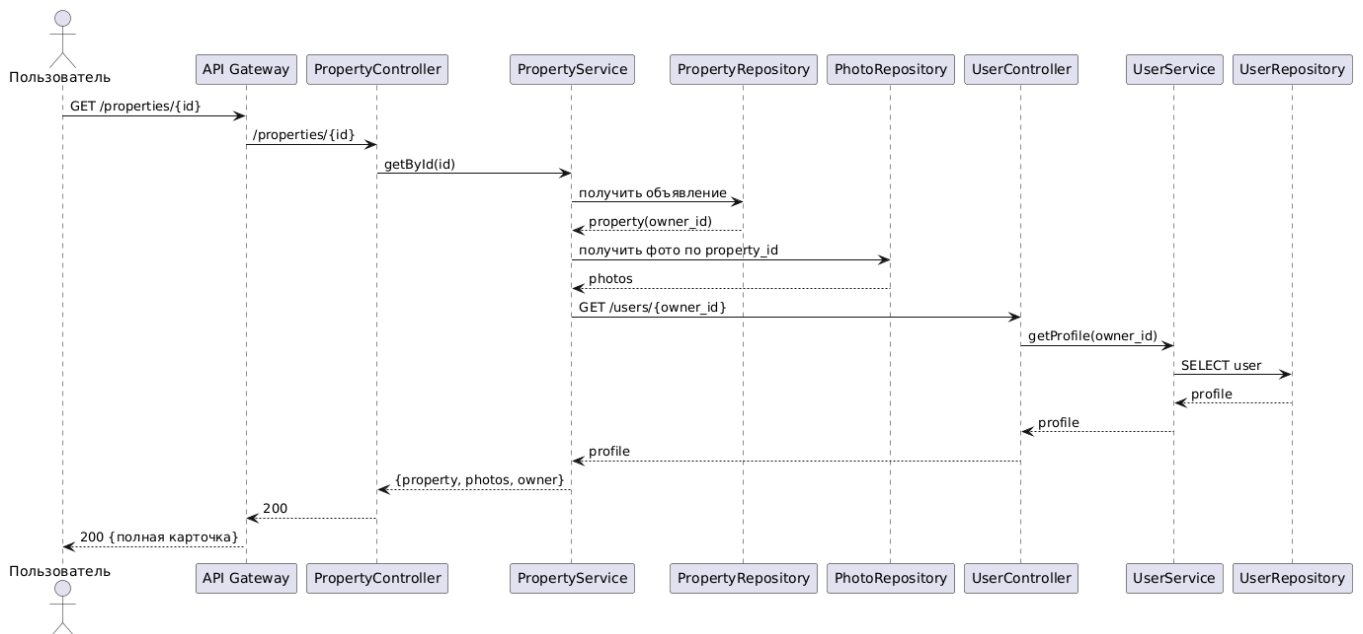 Пользователь
API Gateway
PropertyController
PropertyService
PropertyRepository
PhotoRepository
UserController
UserService
UserRepository
GET /properties/{id}
/properties/{id}
getById(id)
получить объявление
property(owner_id)
получить фото по property_id
photos
GET /users/{owner_id}
getProfile(owner_id)
SELECT user
profile
profile
profile
{property, photos, owner}
200
200 {полная карточка}
Пользователь
API Gateway
PropertyController
PropertyService
PropertyRepository
PhotoRepository
UserController
UserService
UserRepository